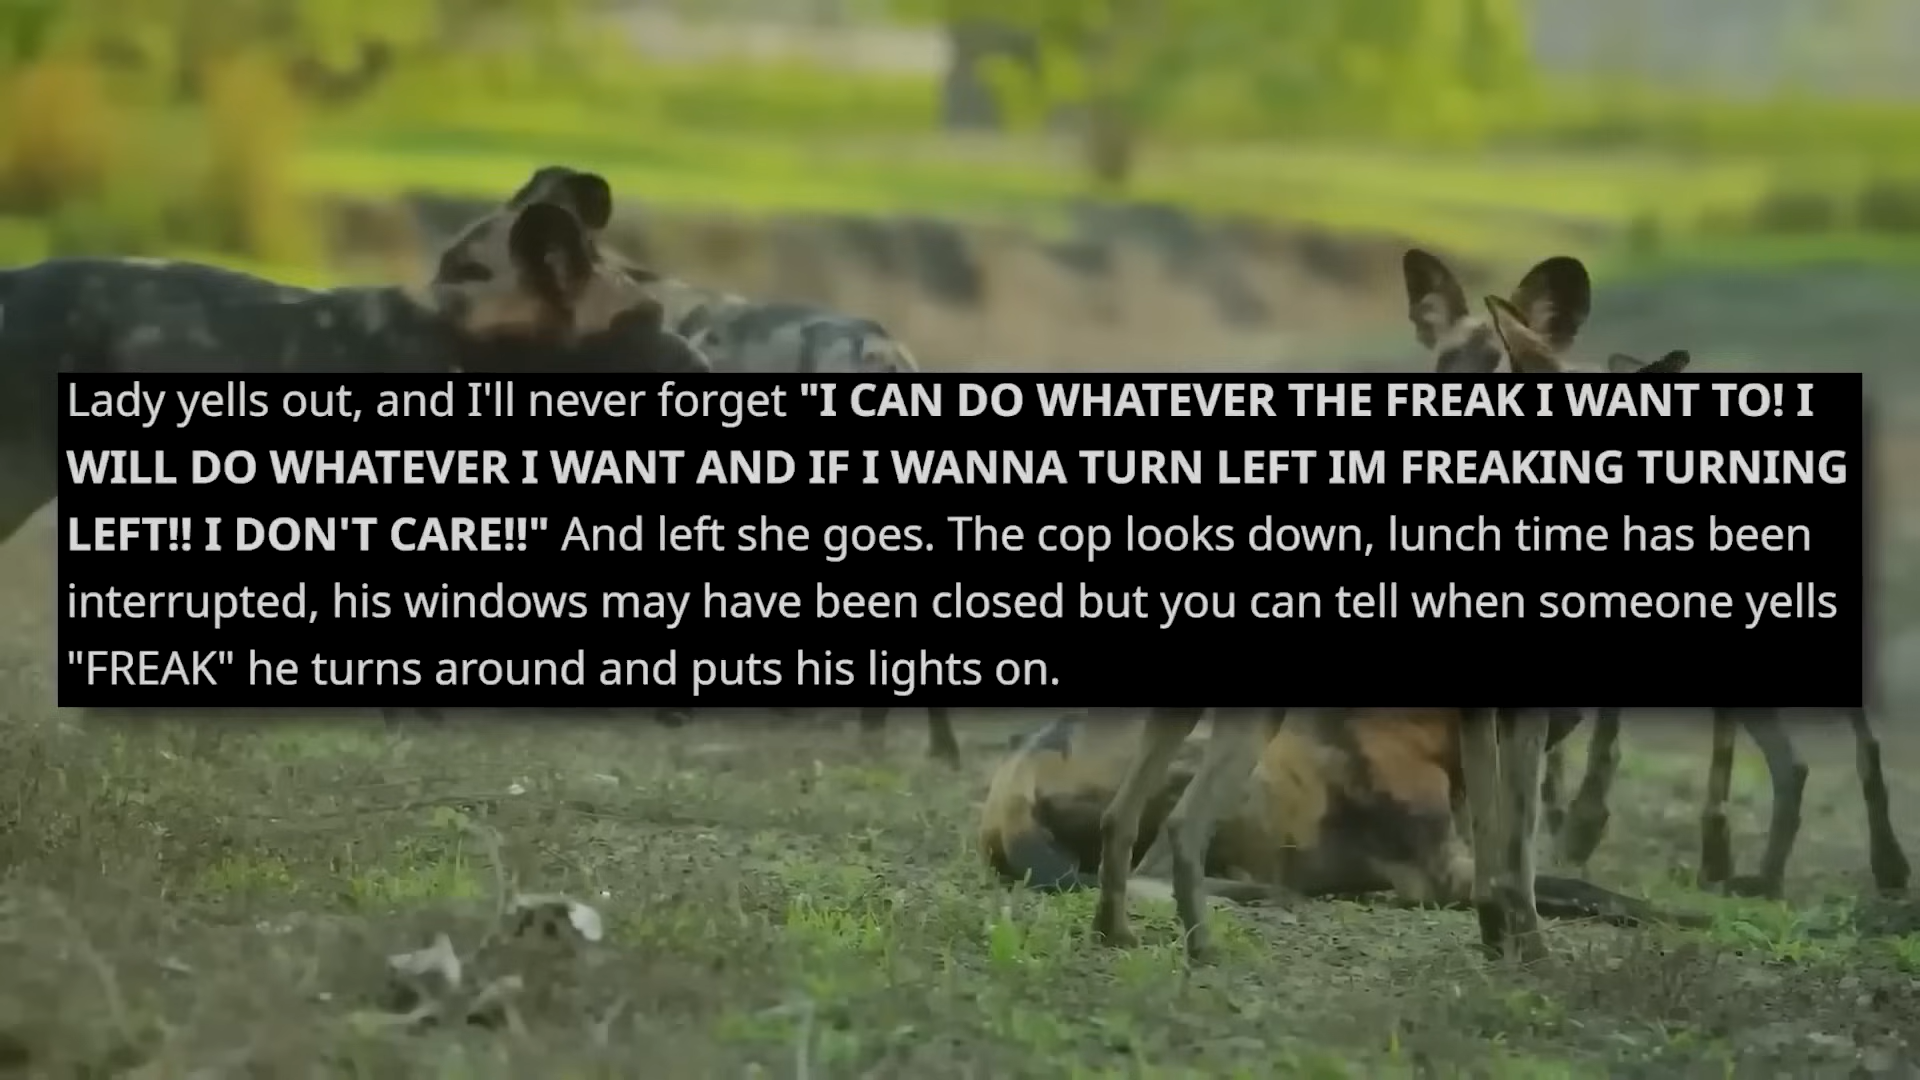 Lady yells out, and I'll never forget "I CAN DO WHATEVER THE FREAK I WANT TO! I
WILL DO WHATEVER I WANT AND IF I WANNA TURN LEFT IM FREAKING TURNING
LEFT!! I DON'T CARE!!" And left she goes. The cop looks down, lunch time has been
interrupted, his windows may have been closed but you can tell when someone yells
"FREAK" he turns around and puts his lights on.